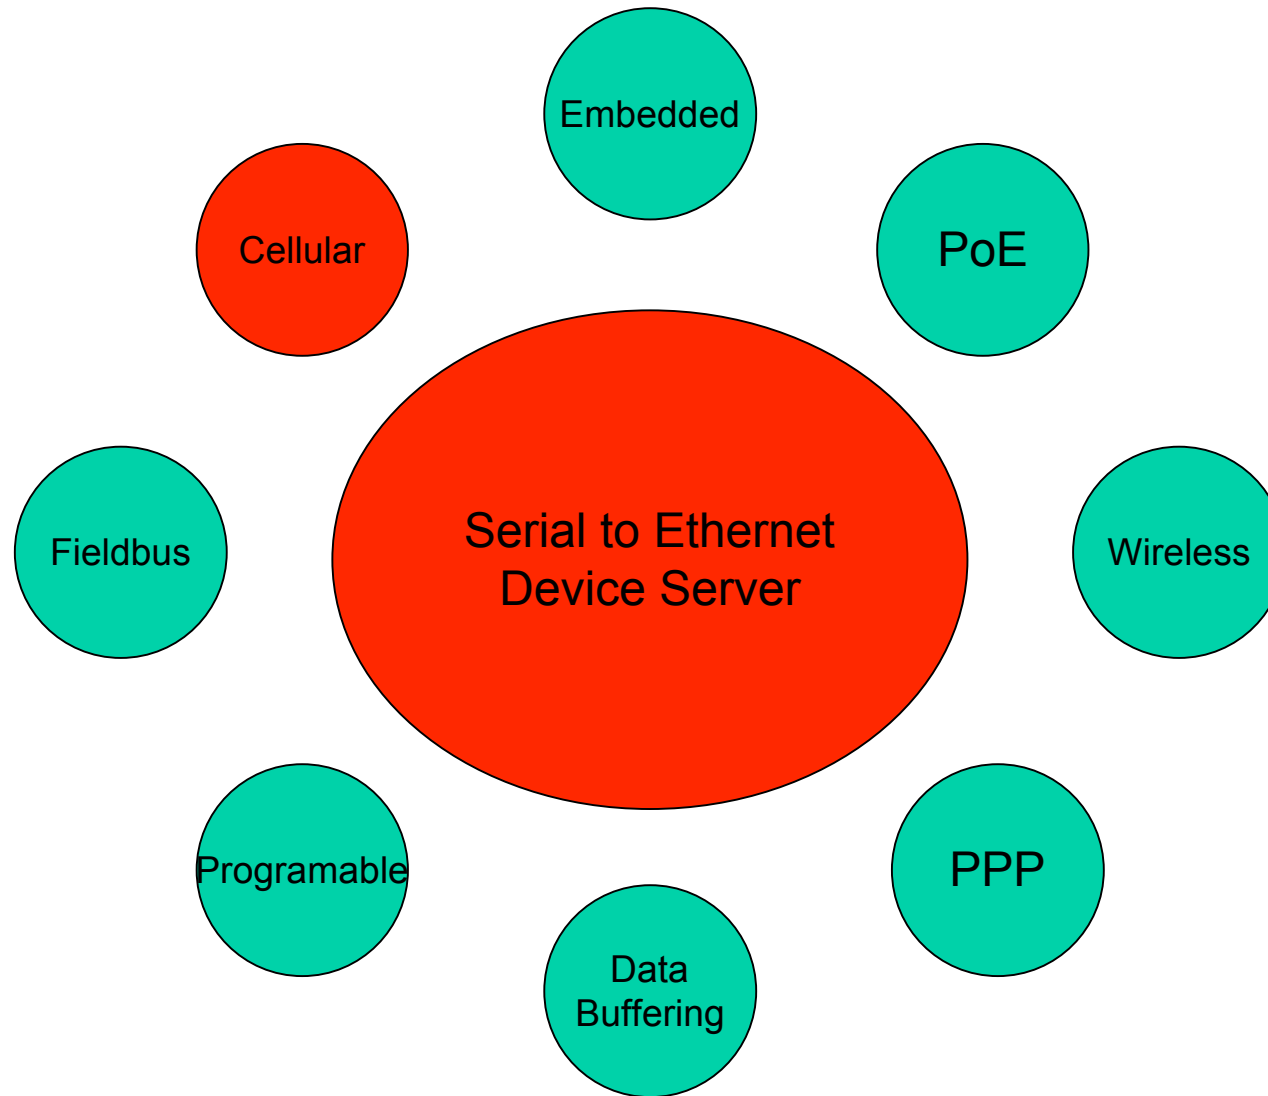 Embedded
Cellular
PoE
Serial to Ethernet
Device Server
Fieldbus
Wireless
Programable
PPP
Data
Buffering